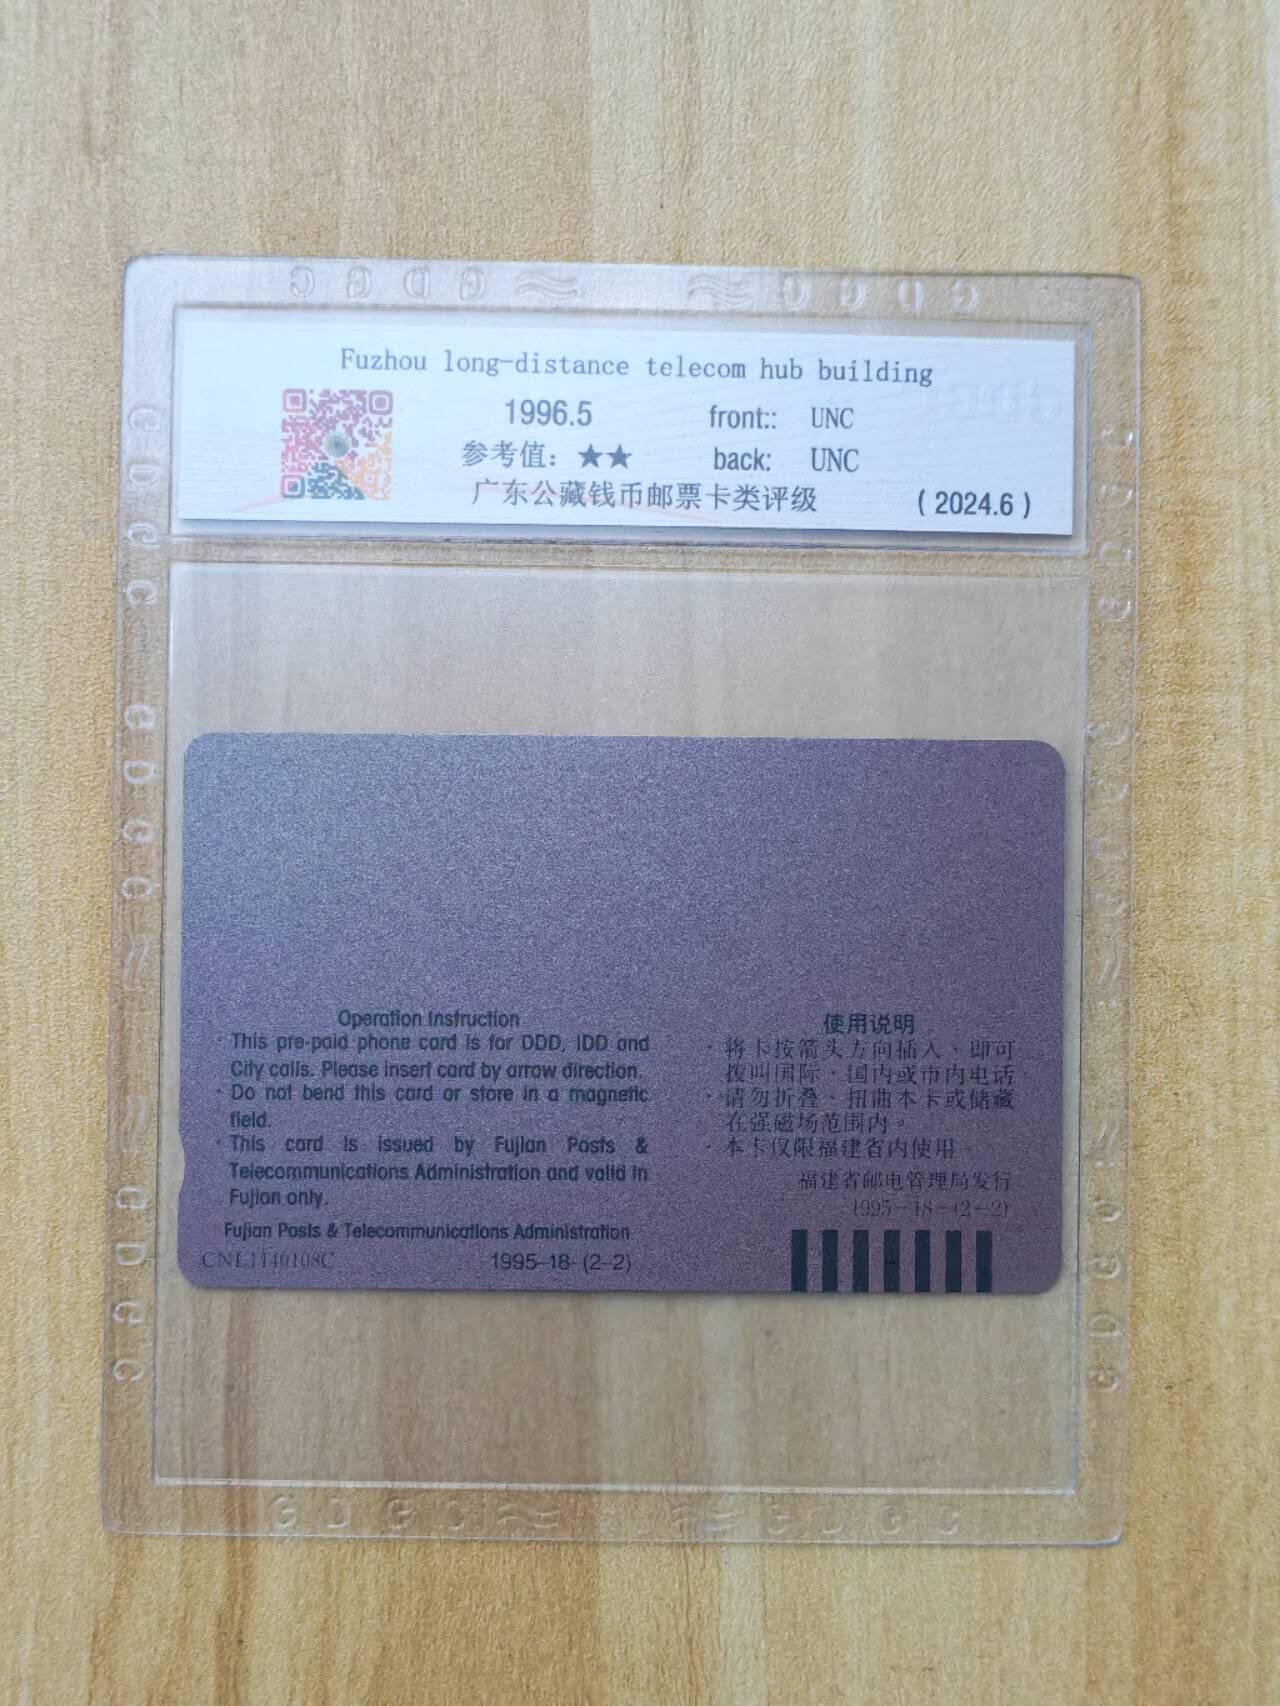 Fuzhou long-distance telecom hub building
1996.5
front:: UNC
参考值：★★
back: UNC
广东公藏钱币邮票卡类评级
(2024.6)
Operation Instruction
· This pre-paid phone card is for DDD, IDD and
City calls. Please insert card by arrow direction.
· Do not bend this card or store in a magnetic
field.
· This card is issued by Fujian Posts &
Telecommunications Administration and valid in
Fujian only.
Fujian Posts & Telecommunications Administration
CNL1140108C
1995-18-(2-2)
使用说明
· 将卡按箭头方向插入，即可
拨叫国际、国内或市内电话。
· 请勿折叠、扭曲本卡或储藏
在强磁场范围内。
· 本卡仅限福建省内使用。
福建省邮电管理局发行
1995-18-(2-2)